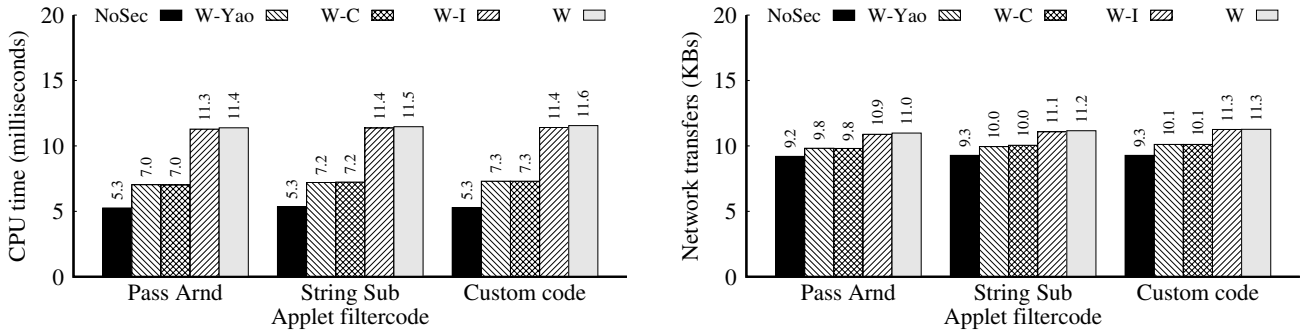 NoSec W-Yao W-C W-I W
CPU time (milliseconds)
20
15
10
5
0
5.3 7.0 7.0 11.3 11.4
5.3 7.2 7.2 11.4 11.5
5.3 7.3 7.3 11.4 11.6
Pass Arnd String Sub Custom code
Applet filtercode
NoSec W-Yao W-C W-I W
Network transfers (KBs)
20
15
10
5
0
9.2 9.8 9.8 10.9 11.0
9.3 10.0 10.0 11.1 11.2
9.3 10.1 10.1 11.3 11.3
Pass Arnd String Sub Custom code
Applet filtercode